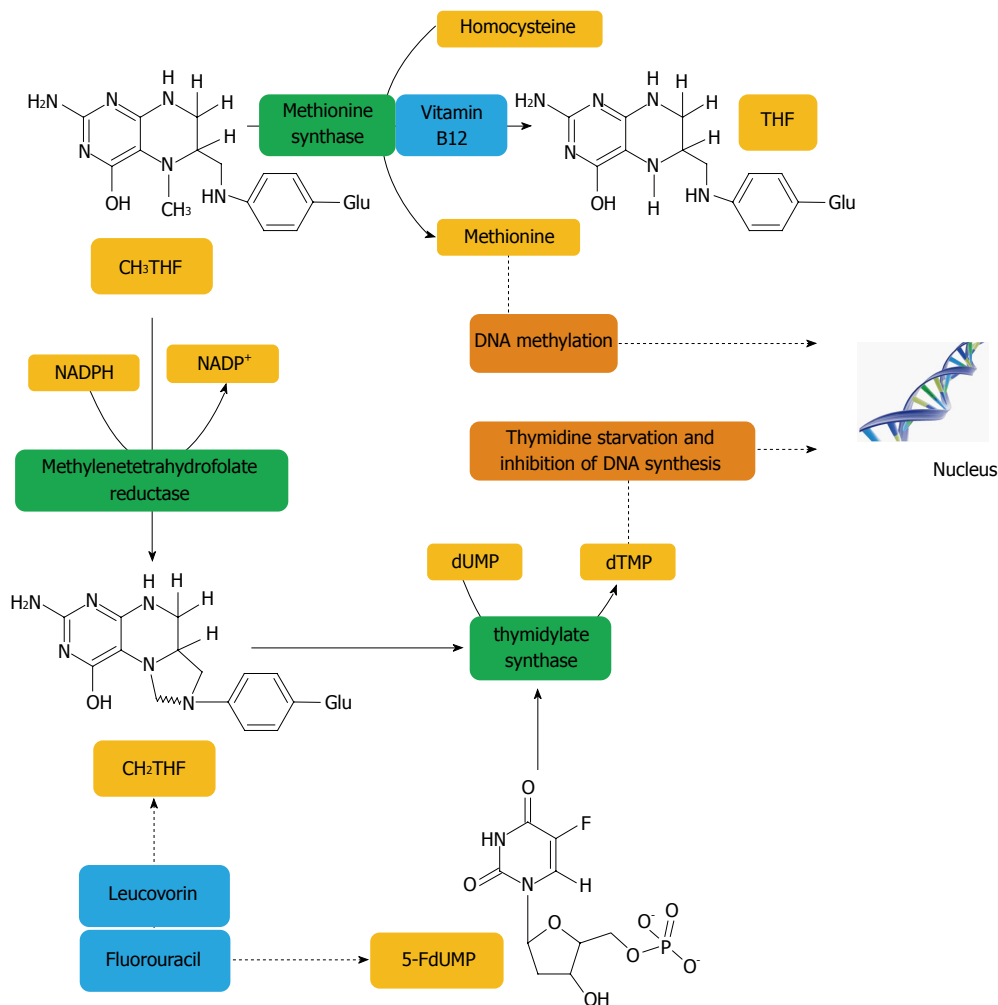 Homocysteine
H
H
H₂N
N
N
H
H
N
N
OH
CH₃
HN
Glu
Methionine
synthase
Vitamin
B12
H
H₂N
N
N
H
H
N
N
OH
H
HN
Glu
THF
Methionine
CH₃THF
DNA methylation
NADPH
NADP⁺
Thymidine starvation and
inhibition of DNA synthesis
Nucleus
Methylenetetrahydrofolate
reductase
dUMP
dTMP
H
H
H₂N
N
N
H
H
H
N
N
OH
N
Glu
thymidylate
synthase
CH₂THF
O
F
HN
O
N
H
Leucovorin
Fluorouracil
5-FdUMP
O
O
O⁻
O
P
O⁻
OH